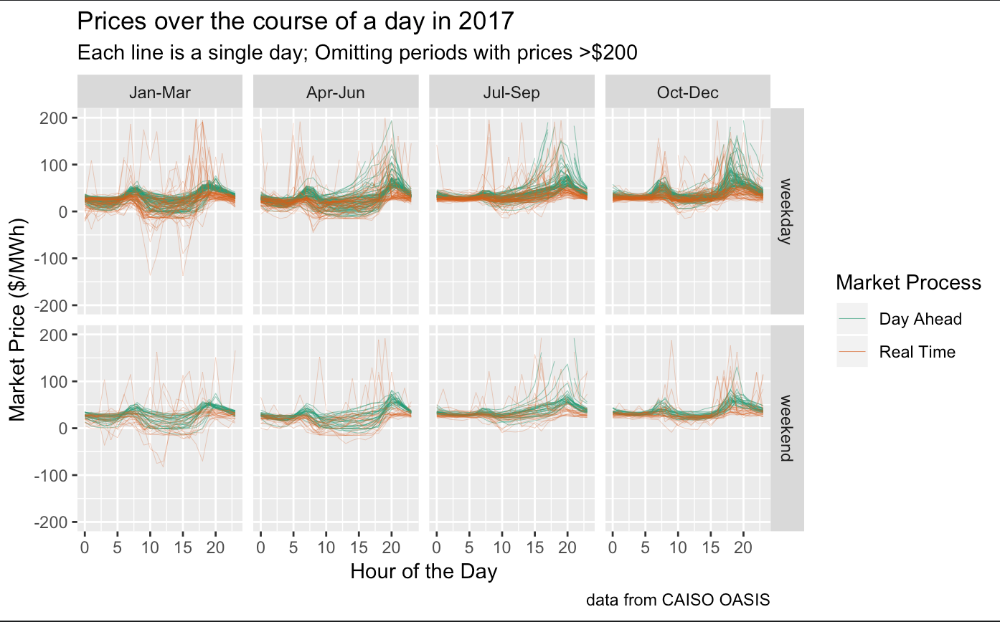 Prices over the course of a day in 2017
Each line is a single day; Omitting periods with prices >$200
Jan-Mar
Apr-Jun
Jul-Sep
Oct-Dec
Market Price ($/MWh)
200
100
0
-100
-200
weekday
200
100
0
-100
-200
weekend
0 5 10 15 20
0 5 10 15 20
0 5 10 15 20
0 5 10 15 20
Hour of the Day
Market Process
Day Ahead
Real Time
data from CAISO OASIS